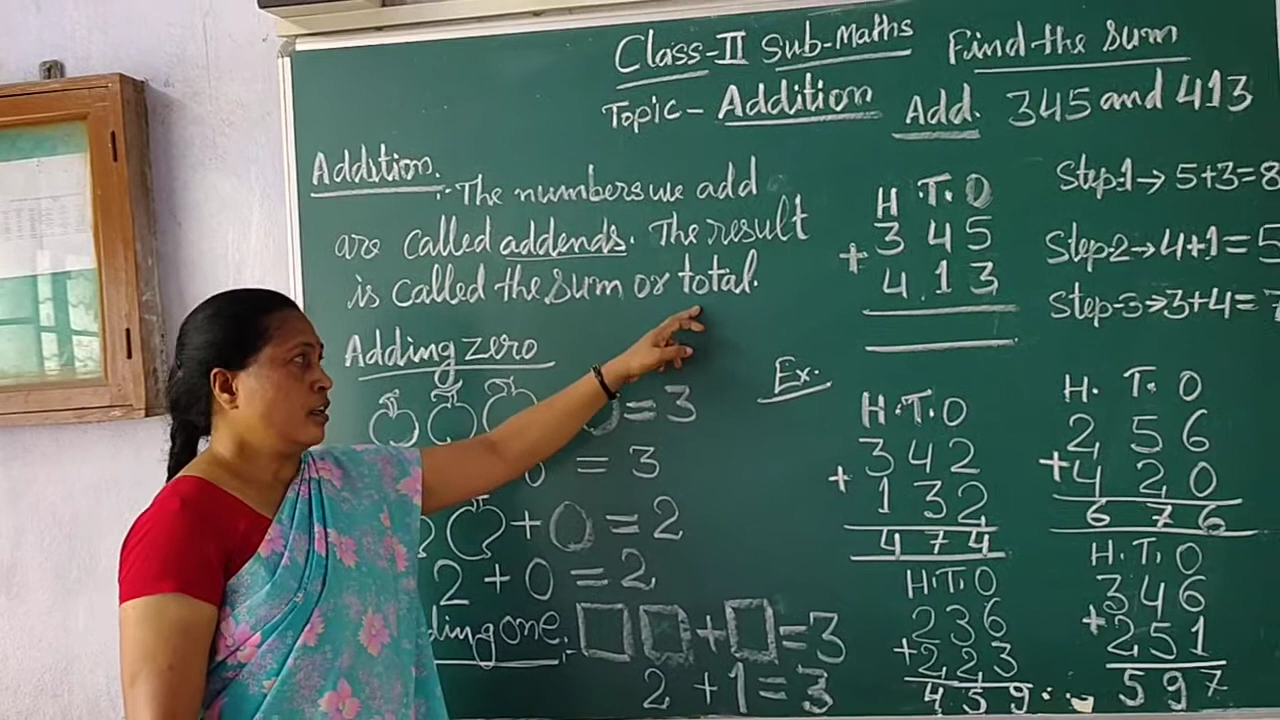 Class-II Sub-Maths
Topic- Addition
Addition.
:- The numbers we add
are called addends. The result
is called the sum or total.
Adding zero
= 3
= 3
+ 0 = 2
2 + 0 = 2
ding one:
+ = 3
2 + 1 = 3
Find the sum
Add. 345 and 413
H T O
3 4 5
+ 4 1 3
Step 1 → 5+3=8
Step 2 → 4+1=5
Step-3 → 3+4=7
Ex.
H.T.O
3 4 2
+ 1 3 2
4 7 4
H. T. O
2 5 6
+ 4 2 0
6 7 6
H.T.O
2 3 6
+ 2 2 3
4 5 9
H.T.O
3 4 6
+ 2 5 1
5 9 7